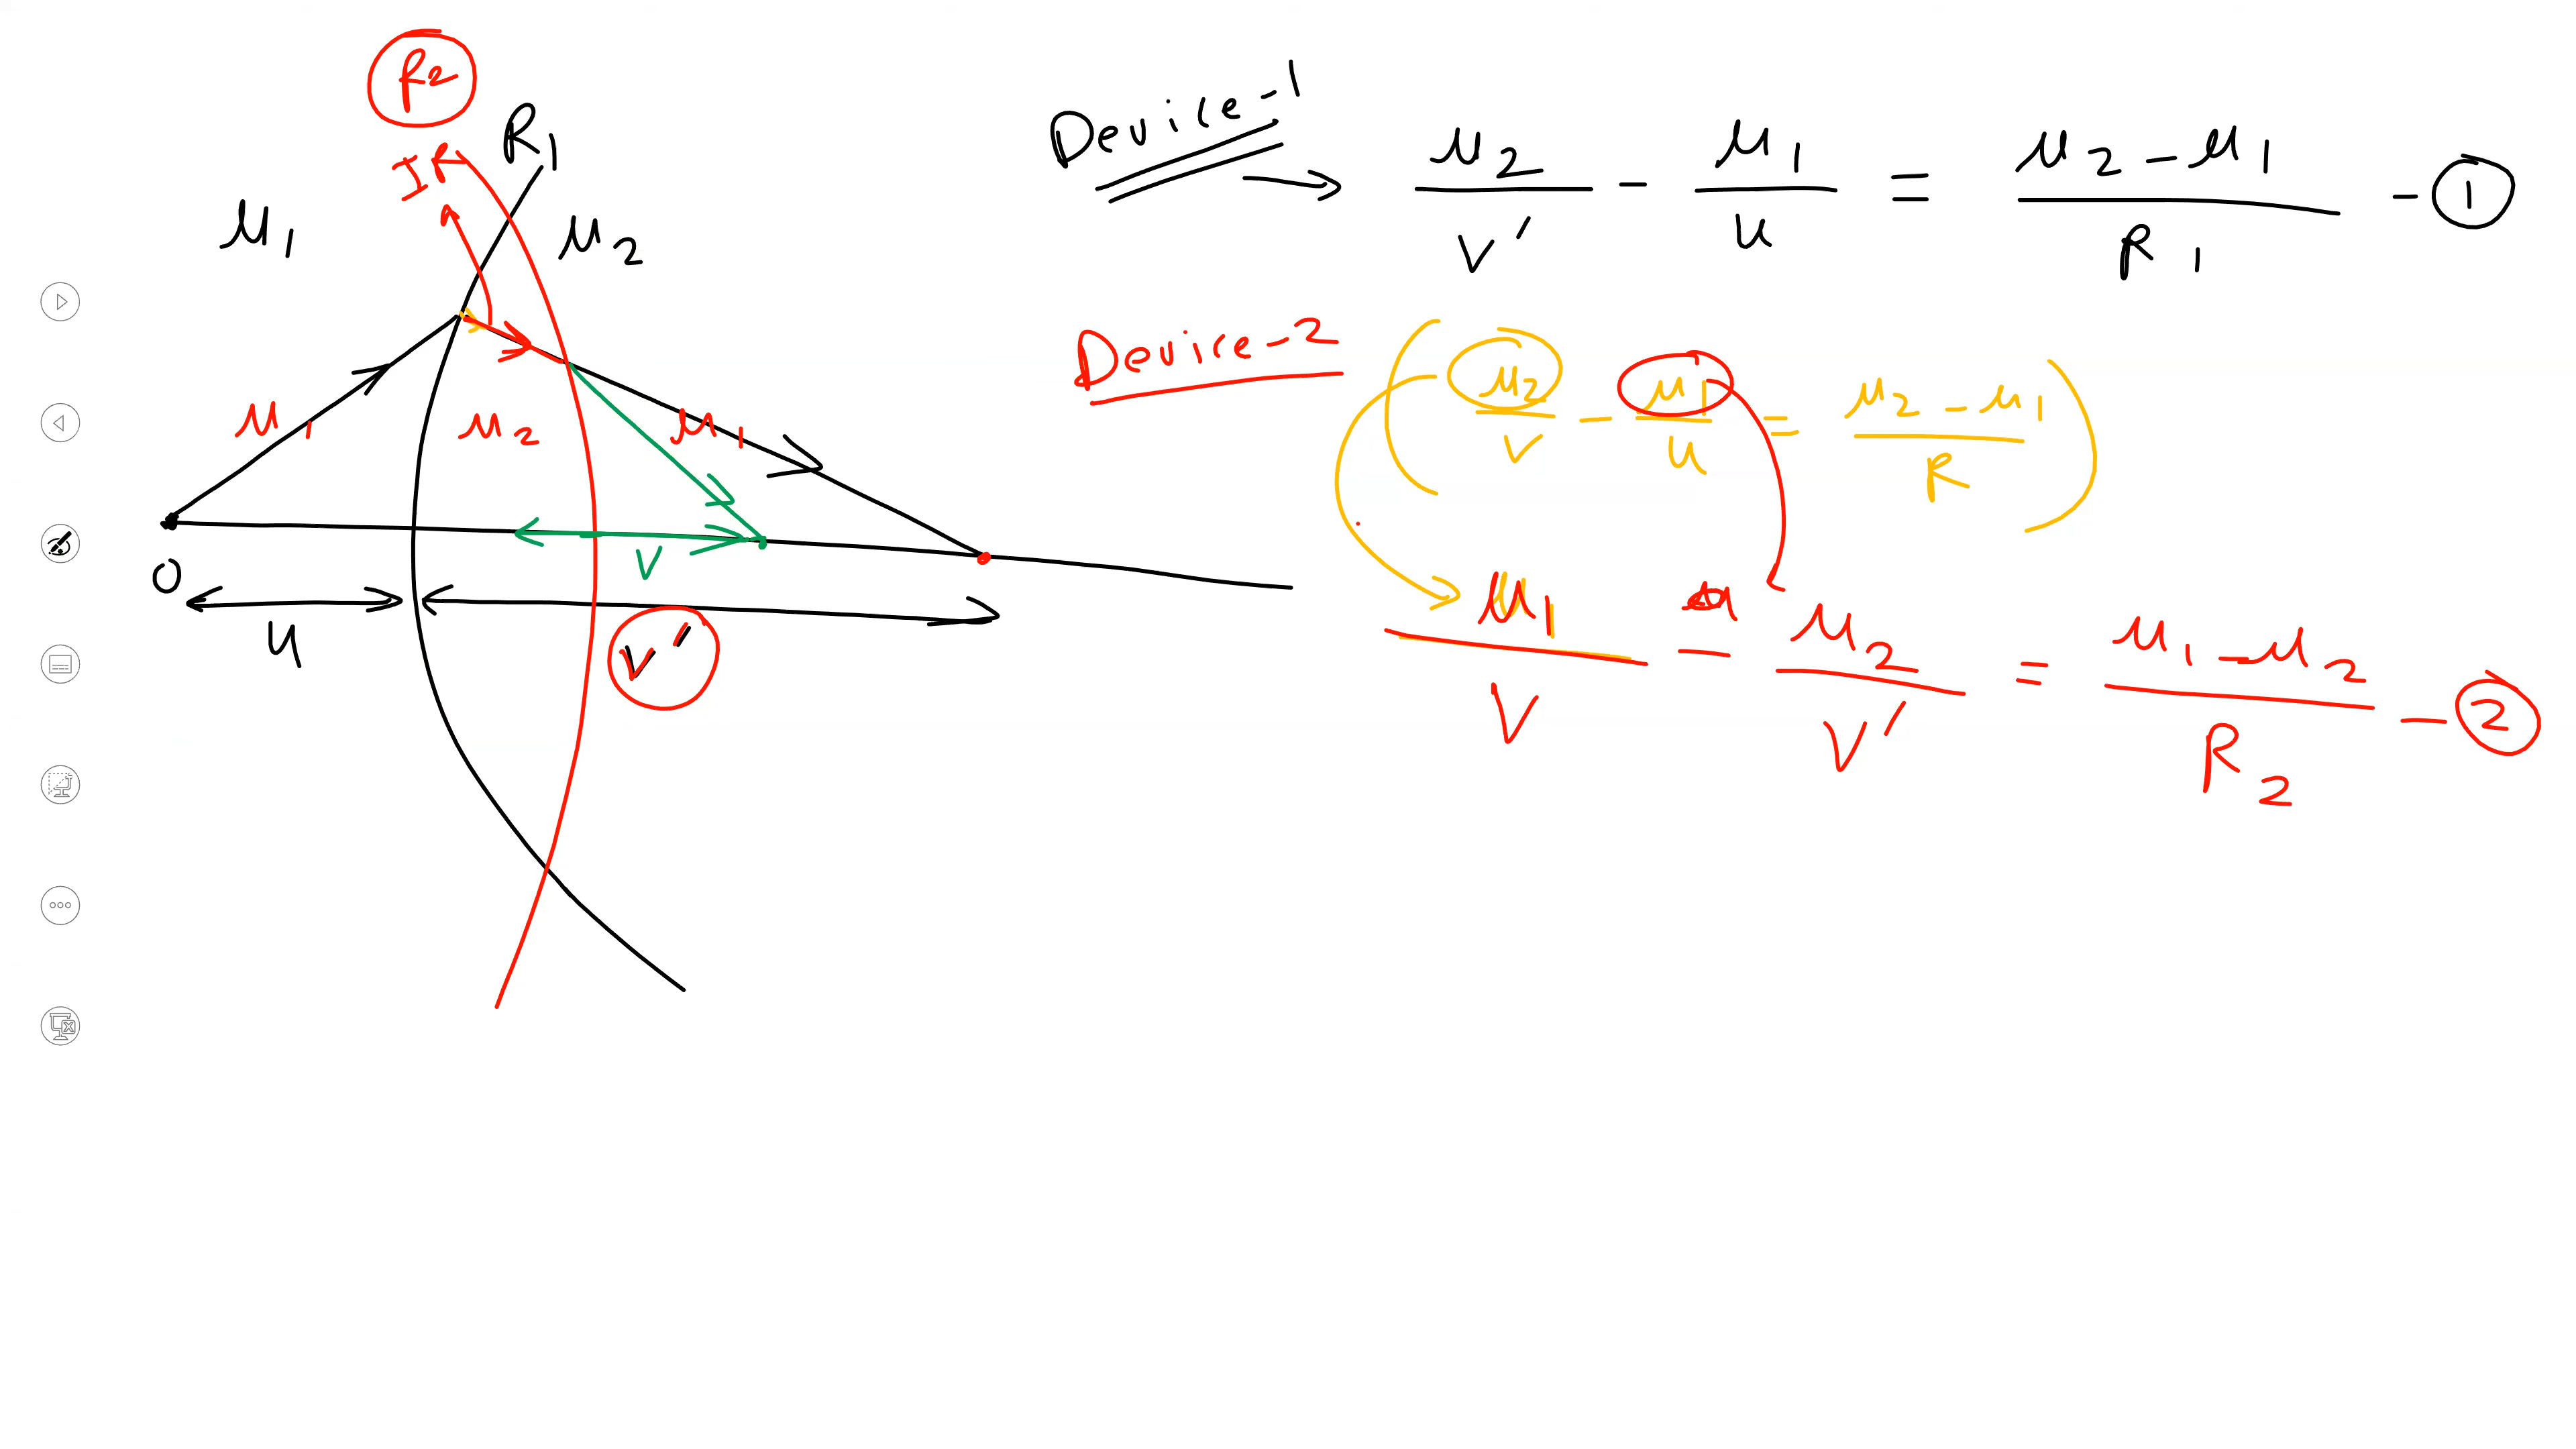 R₂
R₁
IR
μ₁ μ₂
μ₁ μ₂ μ₁
O
u
v
v'
Device-1 → μ₂/v' - μ₁/u = (μ₂ - μ₁)/R₁ - ①
Device-2 (μ₂/v - μ₁/u = (μ₂ - μ₁)/R)
μ₁/v - μ₂/v' = (μ₁ - μ₂)/R₂ - ②